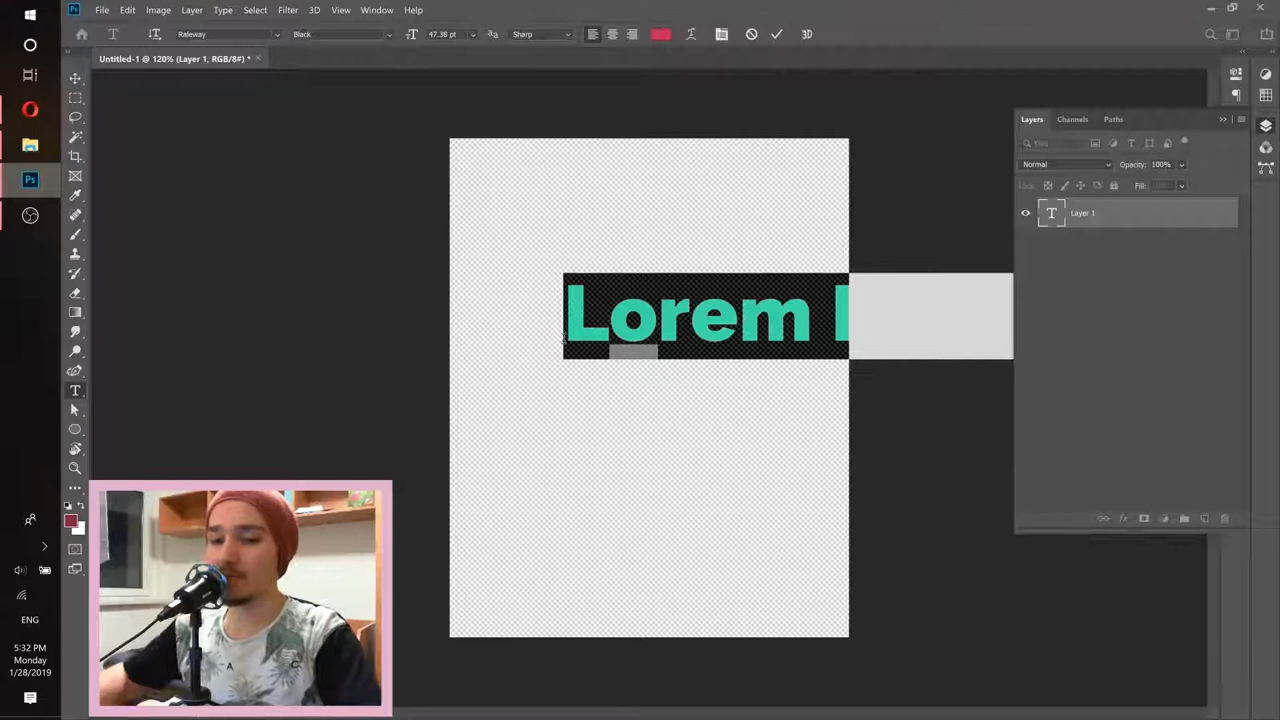 File Edit Image Layer Type Select Filter 3D View Window Help
Raleway Black 47.38 pt Sharp 3D
Untitled-1 @ 120% (Layer 1, RGB/8#) *
Layers Channels Paths
Normal Opacity: 100%
Lock: Fill:
Layer 1
Lorem
ENG
5:32 PM
Monday
1/28/2019
A C